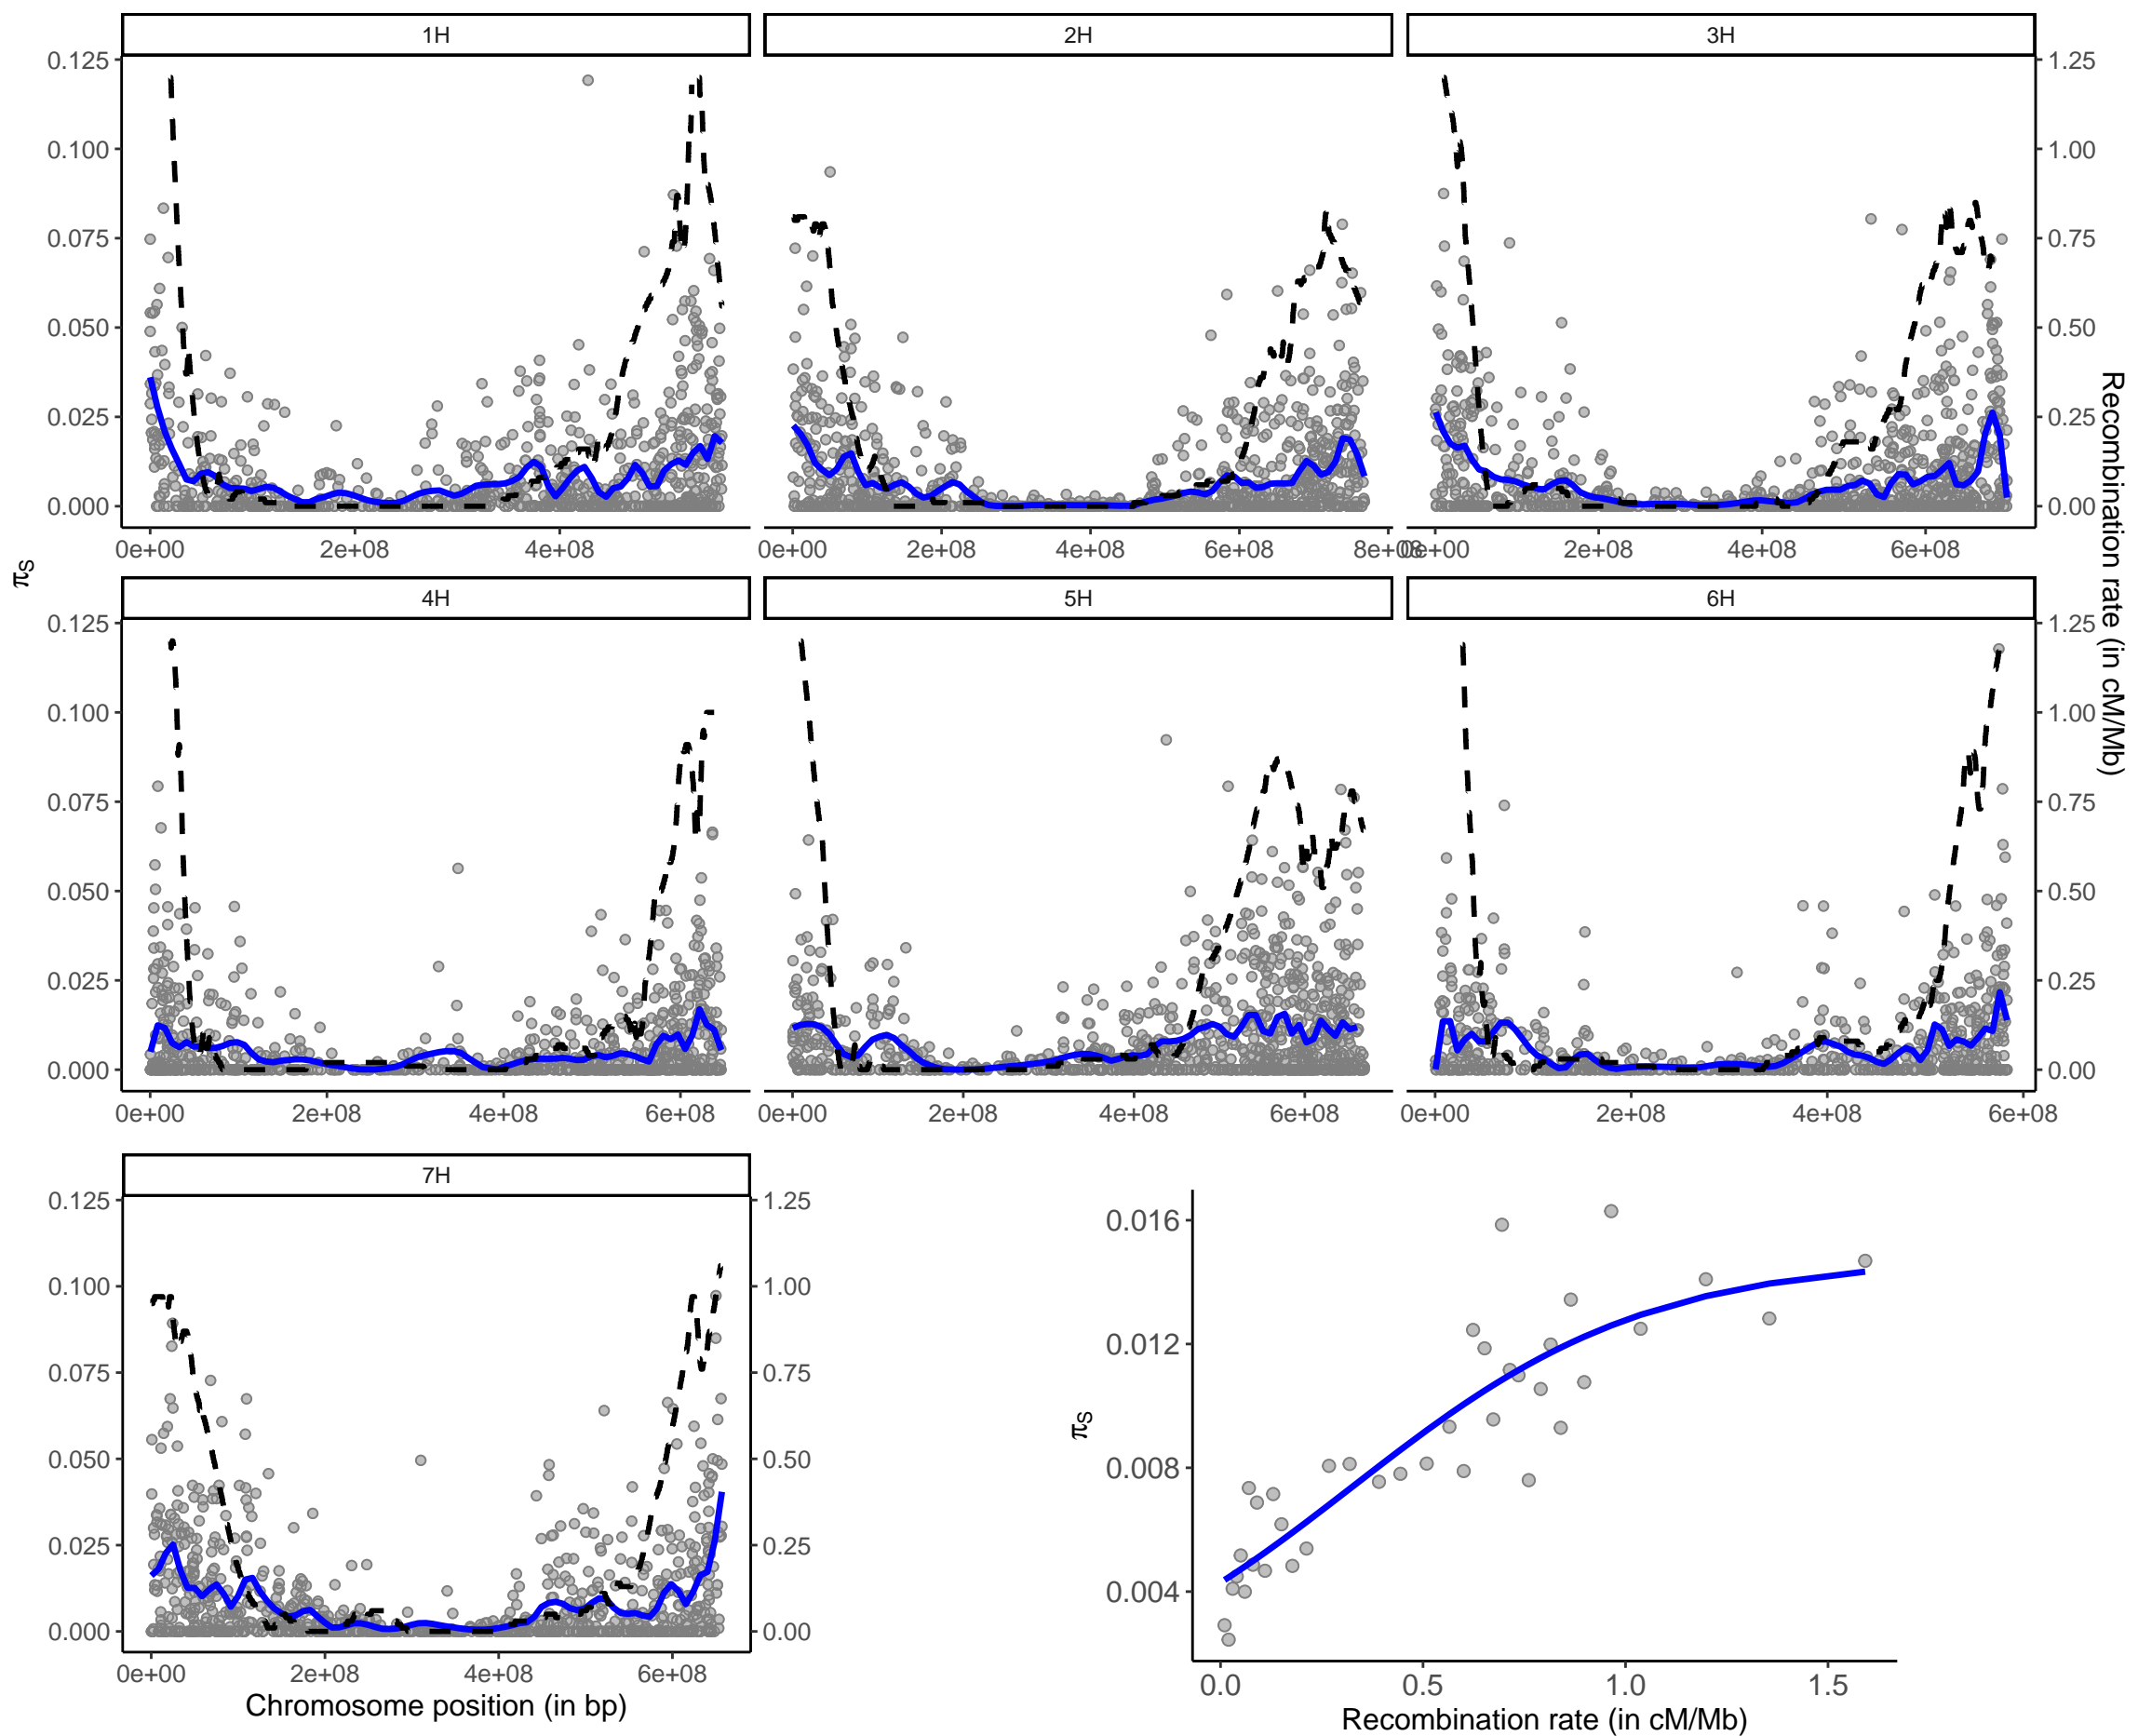 1H 2H 3H
0.125 1.25
0.100 1.00
0.075 0.75
0.050 0.50
0.025 0.25
0.000 0.00
0e+00 2e+08 4e+08 0e+00 2e+08 4e+08 6e+08 8e+08 0e+00 2e+08 4e+08 6e+08
πS
Recombination rate (in cM/Mb)
4H 5H 6H
0.125 1.25
0.100 1.00
0.075 0.75
0.050 0.50
0.025 0.25
0.000 0.00
0e+00 2e+08 4e+08 6e+08 0e+00 2e+08 4e+08 6e+08 0e+00 2e+08 4e+08 6e+08
7H
0.125 1.25
0.100 1.00
0.075 0.75
0.050 0.50
0.025 0.25
0.000 0.00
0e+00 2e+08 4e+08 6e+08
Chromosome position (in bp)
0.016
0.012
0.008
0.004
πS
0.0 0.5 1.0 1.5
Recombination rate (in cM/Mb)